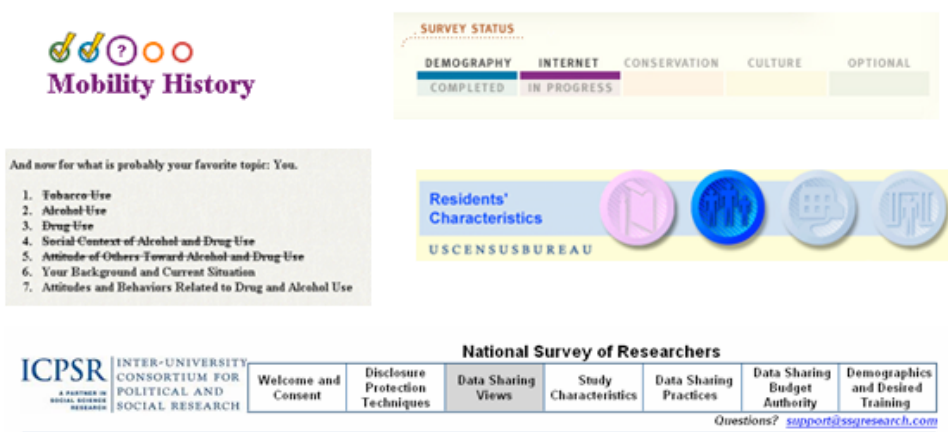 ?
Mobility History
SURVEY STATUS
DEMOGRAPHY INTERNET CONSERVATION CULTURE OPTIONAL
COMPLETED IN PROGRESS
And now for what is probably your favorite topic: You.
1. Tobacco Use
2. Alcohol Use
3. Drug Use
4. Social Context of Alcohol and Drug Use
5. Attitude of Others Toward Alcohol and Drug Use
6. Your Background and Current Situation
7. Attitudes and Behaviors Related to Drug and Alcohol Use
Residents'
Characteristics
USCENSUSBUREAU
National Survey of Researchers
ICPSR
A PARTNER IN
SOCIAL SCIENCE
RESEARCH
INTER-UNIVERSITY
CONSORTIUM FOR
POLITICAL AND
SOCIAL RESEARCH
Welcome and
Consent
Disclosure
Protection
Techniques
Data Sharing
Views
Study
Characteristics
Data Sharing
Practices
Data Sharing
Budget
Authority
Demographics
and Desired
Training
Questions? support@ssgresearch.com